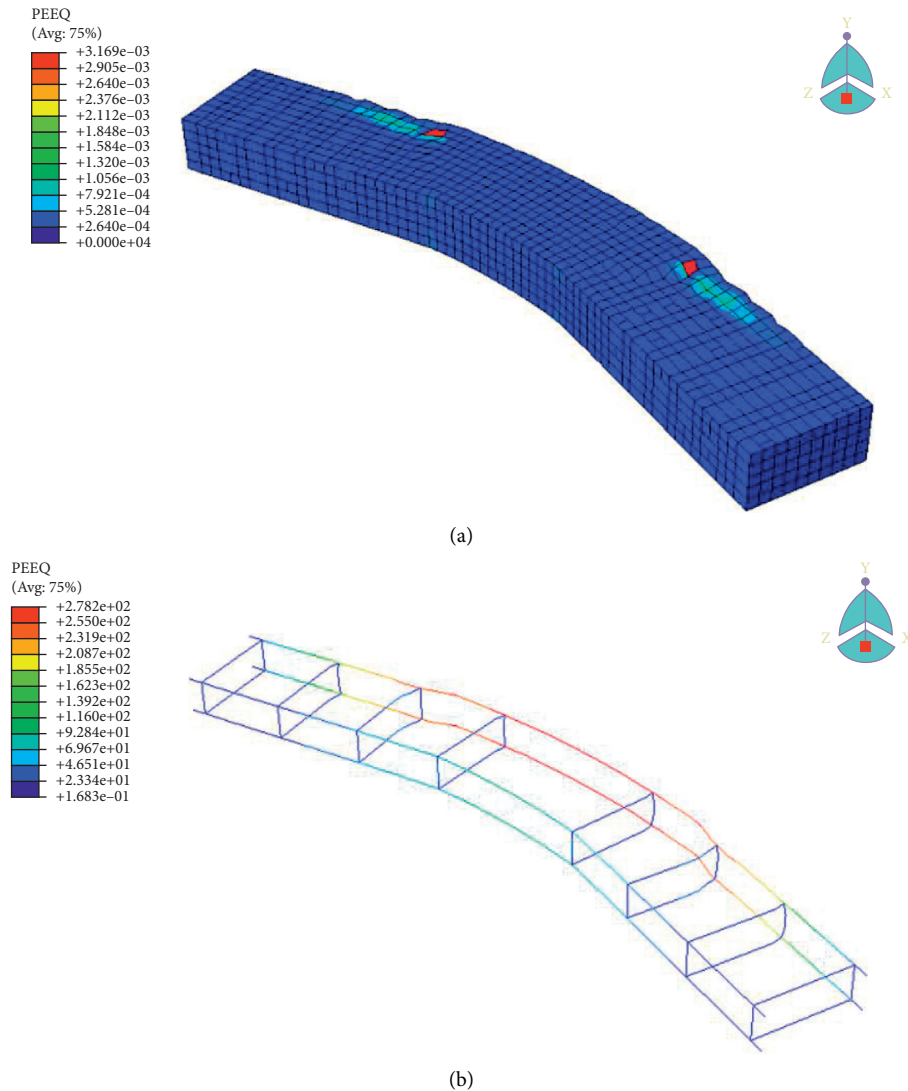 PEEQ
(Avg: 75%)
+3.169e–03
+2.905e–03
+2.640e–03
+2.376e–03
+2.112e–03
+1.848e–03
+1.584e–03
+1.320e–03
+1.056e–03
+7.921e–04
+5.281e–04
+2.640e–04
+0.000e+04
Y
Z X
(a)
PEEQ
(Avg: 75%)
+2.782e+02
+2.550e+02
+2.319e+02
+2.087e+02
+1.855e+02
+1.623e+02
+1.392e+02
+1.160e+02
+9.284e+01
+6.967e+01
+4.651e+01
+2.334e+01
+1.683e–01
Y
Z X
(b)